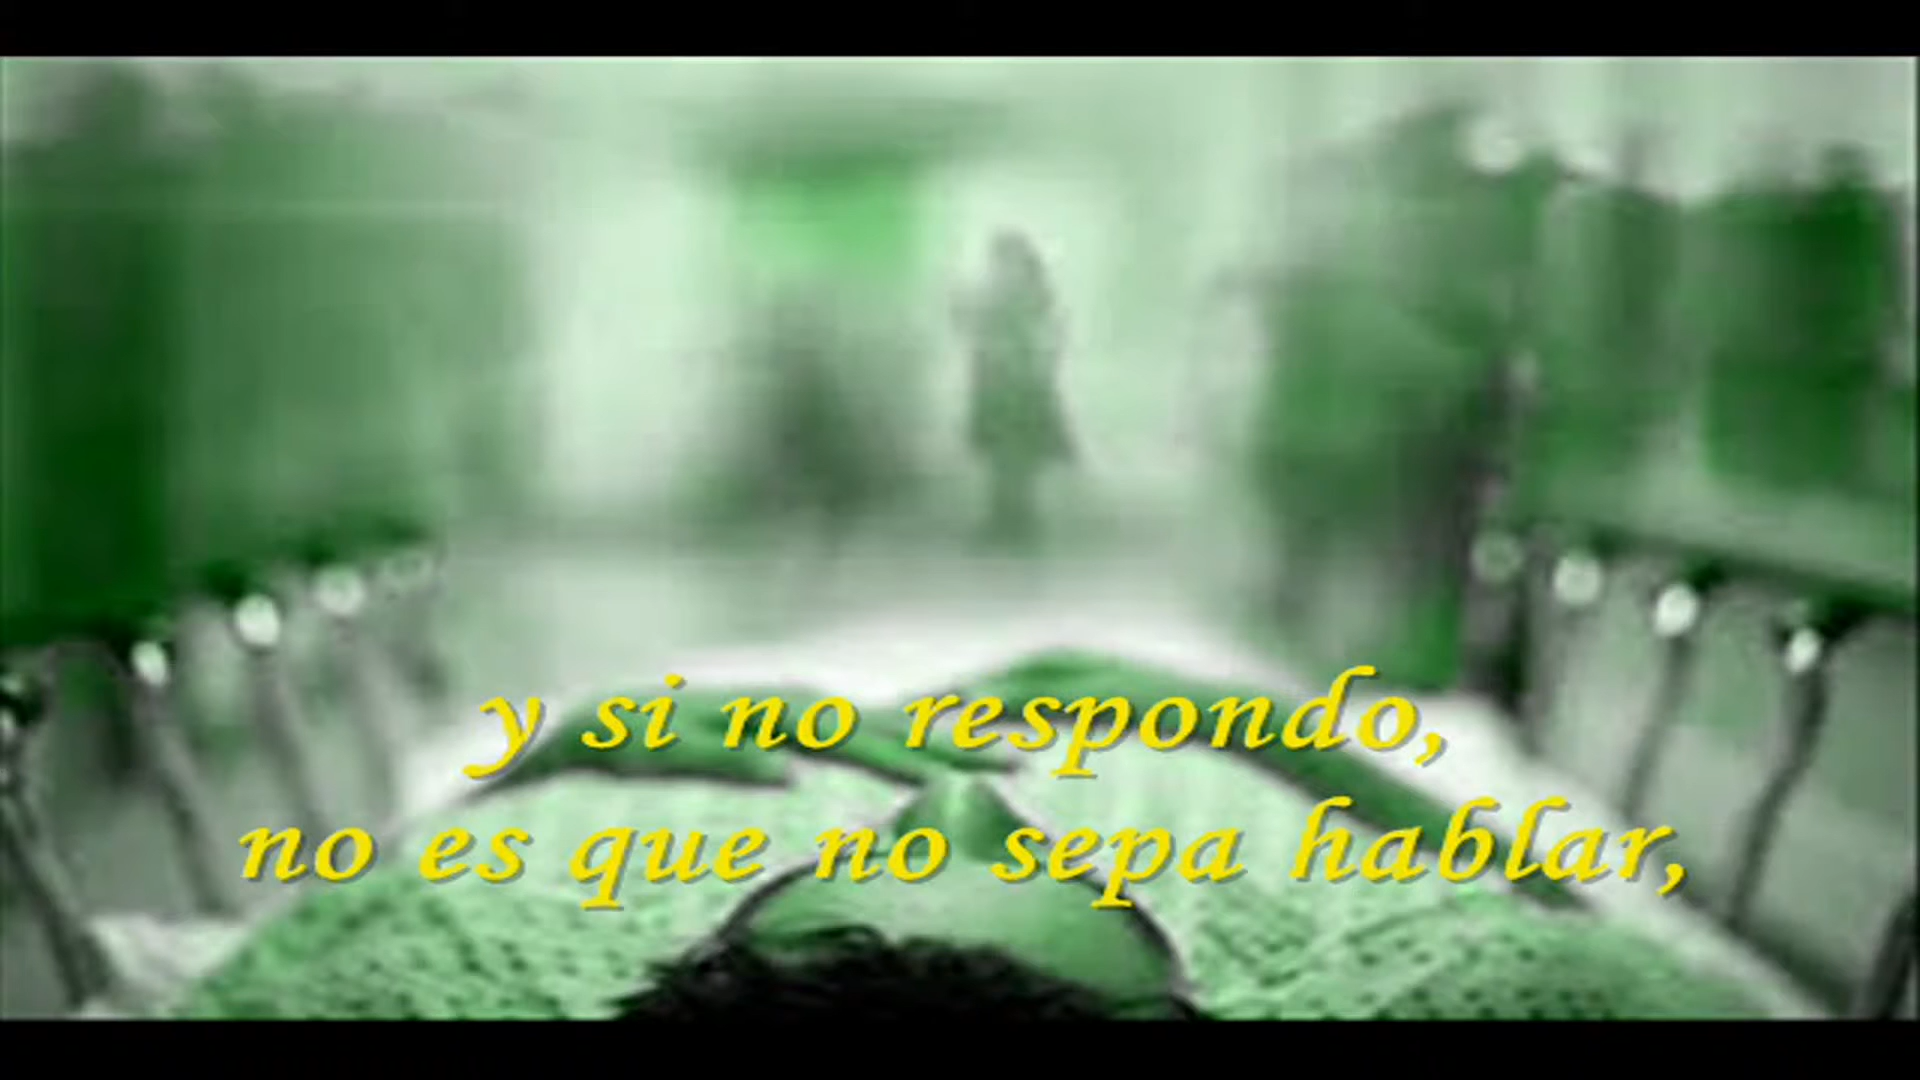 y si no respondo,
no es que no sepa hablar,